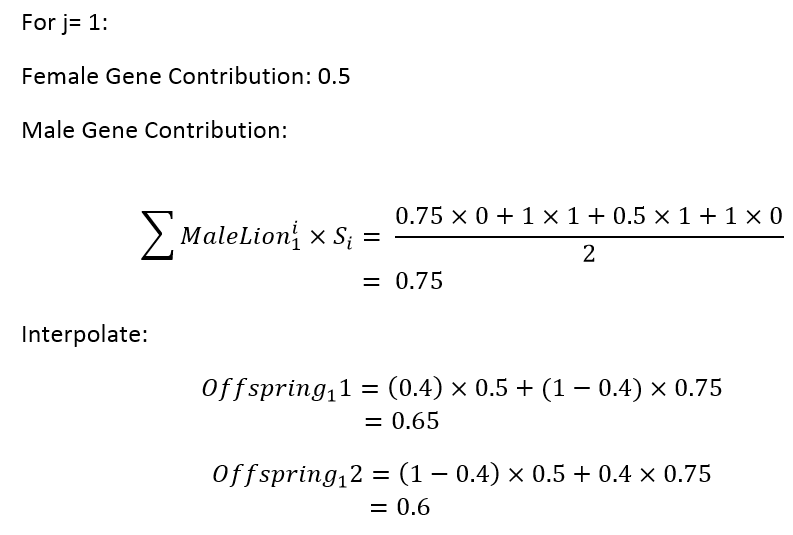 For j= 1:
Female Gene Contribution: 0.5
Male Gene Contribution:
∑ MaleLion₁ⁱ × Sᵢ = (0.75 × 0 + 1 × 1 + 0.5 × 1 + 1 × 0) / 2
= 0.75
Interpolate:
Offspring₁1 = (0.4) × 0.5 + (1 − 0.4) × 0.75
= 0.65
Offspring₁2 = (1 − 0.4) × 0.5 + 0.4 × 0.75
= 0.6